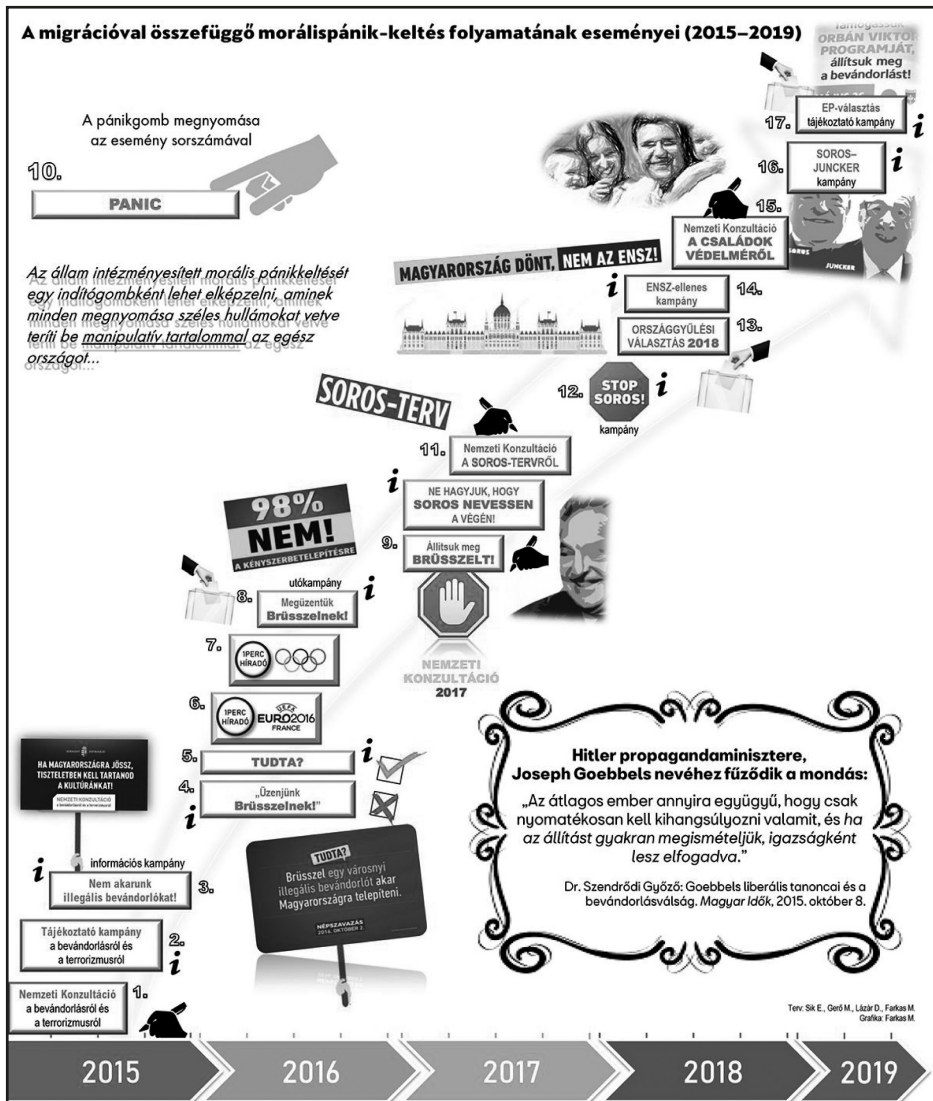 A migrációval összefüggő morálispánik-keltés folyamatának eseményei (2015–2019)
A pánikgomb megnyomása
az esemény sorszámával
10.
PANIC
Az állam intézményesített morális pánikkeltését
egy indítógombként lehet elképzelni, aminek
minden megnyomása széles hullámokat vetve
teríti be manipulatív tartalommal az egész
országot...
ORBÁN VIKTOR
PROGRAMJÁT,
állítsuk meg
a bevándorlást!
17.
EP-választás
tájékoztató kampány
i
16.
SOROS–
JUNCKER
kampány
i
SOROS
JUNCKER
15.
Nemzeti Konzultáció
A CSALÁDOK
VÉDELMÉRŐL
MAGYARORSZÁG DÖNT, NEM AZ ENSZ!
i
ENSZ-ellenes
kampány
14.
ORSZÁGGYŰLÉSI
VÁLASZTÁS 2018
13.
12.
STOP
SOROS!
i
kampány
SOROS-TERV
11.
Nemzeti Konzultáció
A SOROS-TERVRŐL
i
NE HAGYJUK, HOGY
SOROS NEVESSEN
A VÉGÉN!
9.
Állítsuk meg
BRÜSSZELT!
NEMZETI
KONZULTÁCIÓ
2017
98%
NEM!
A KÉNYSZERBETELEPÍTÉSRE
utókampány
i
8.
Megüzentük
Brüsszelnek!
7.
1PERC
HÍRADÓ
6.
1PERC
HÍRADÓ
UEFA
EURO2016
FRANCE
5.
TUDTA?
i
4.
„Üzenjünk
Brüsszelnek!”
i
HA MAGYARORSZÁGRA JÖSSZ,
TISZTELETBEN KELL TARTANOD
A KULTÚRÁNKAT!
NEMZETI KONZULTÁCIÓ
a bevándorlásról és a terrorizmusról
TUDTA?
Brüsszel egy városnyi
illegális bevándorlót akar
Magyarországra telepíteni.
NÉPSZAVAZÁS
2016. OKTÓBER 2.
információs kampány
i
Nem akarunk
illegális bevándorlókat!
3.
Tájékoztató kampány
a bevándorlásról és
a terrorizmusról
2.
i
Nemzeti Konzultáció
a bevándorlásról és
a terrorizmusról
1.
Hitler propagandaminisztere,
Joseph Goebbels nevéhez fűződik a mondás:
„Az átlagos ember annyira együgyű, hogy csak
nyomatékosan kell kihangsúlyozni valamit, és ha
az állítást gyakran megismételjük, igazságként
lesz elfogadva.”
Dr. Szendrődi Győző: Goebbels liberális tanoncai és a
bevándorlásválság. Magyar Idők, 2015. október 8.
Terv: Sik E., Gerő M., Lázár D., Farkas M.
Grafika: Farkas M.
2015
2016
2017
2018
2019